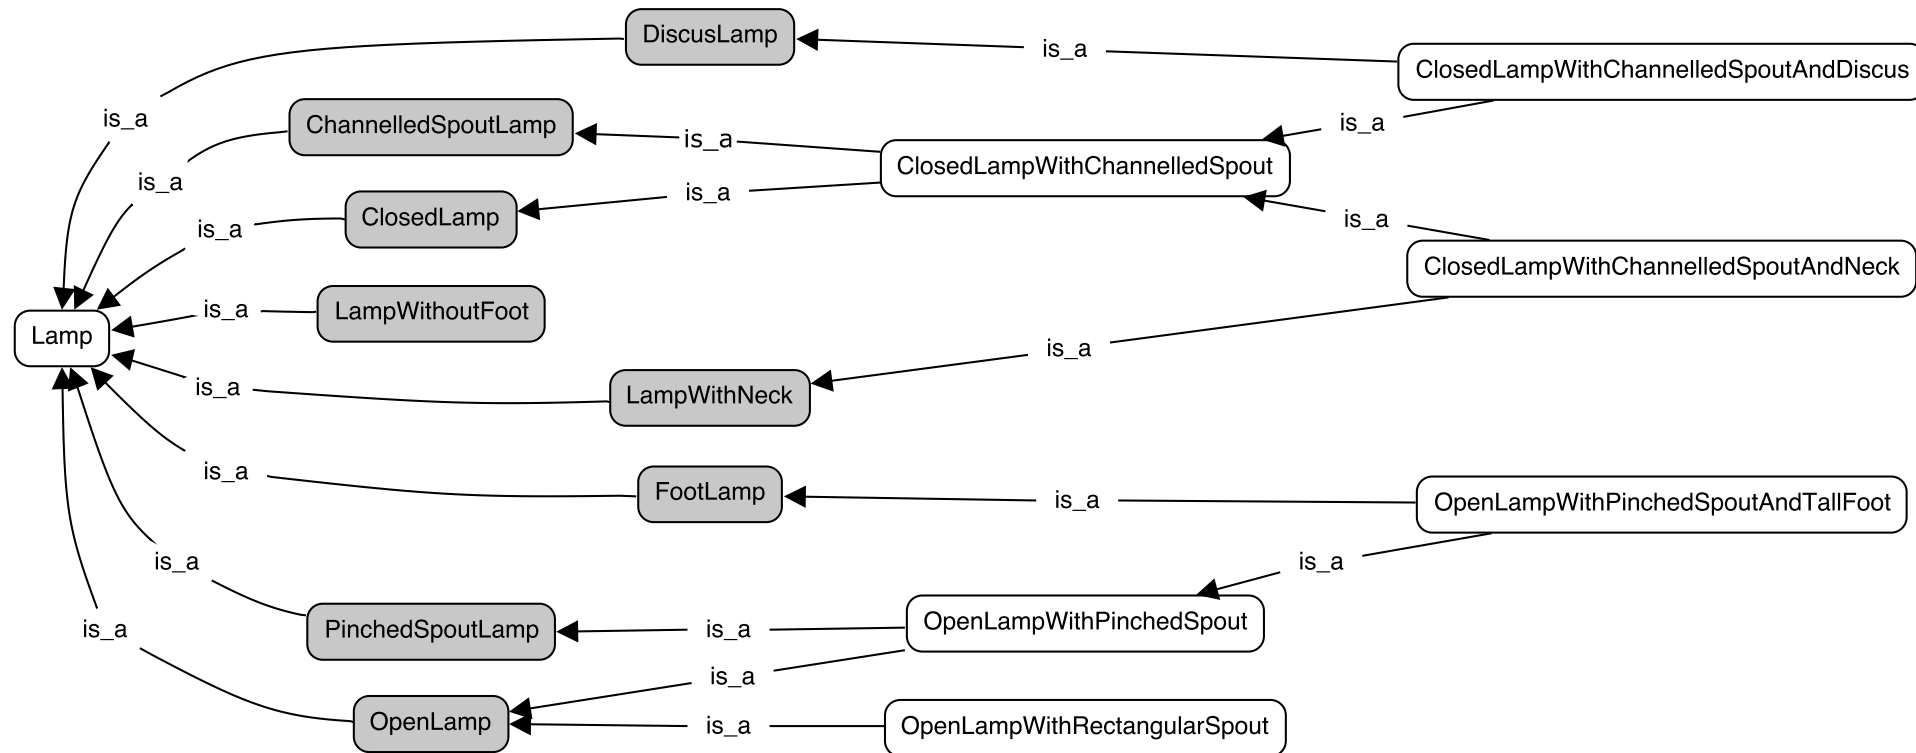 DiscusLamp
is_a
ClosedLampWithChannelledSpoutAndDiscus
is_a
ChannelledSpoutLamp
is_a
is_a
ClosedLampWithChannelledSpout
is_a
is_a
ClosedLamp
is_a
is_a
ClosedLampWithChannelledSpoutAndNeck
is_a
LampWithoutFoot
Lamp
is_a
is_a
LampWithNeck
is_a
FootLamp
is_a
OpenLampWithPinchedSpoutAndTallFoot
is_a
is_a
is_a
PinchedSpoutLamp
is_a
OpenLampWithPinchedSpout
is_a
OpenLamp
is_a
OpenLampWithRectangularSpout